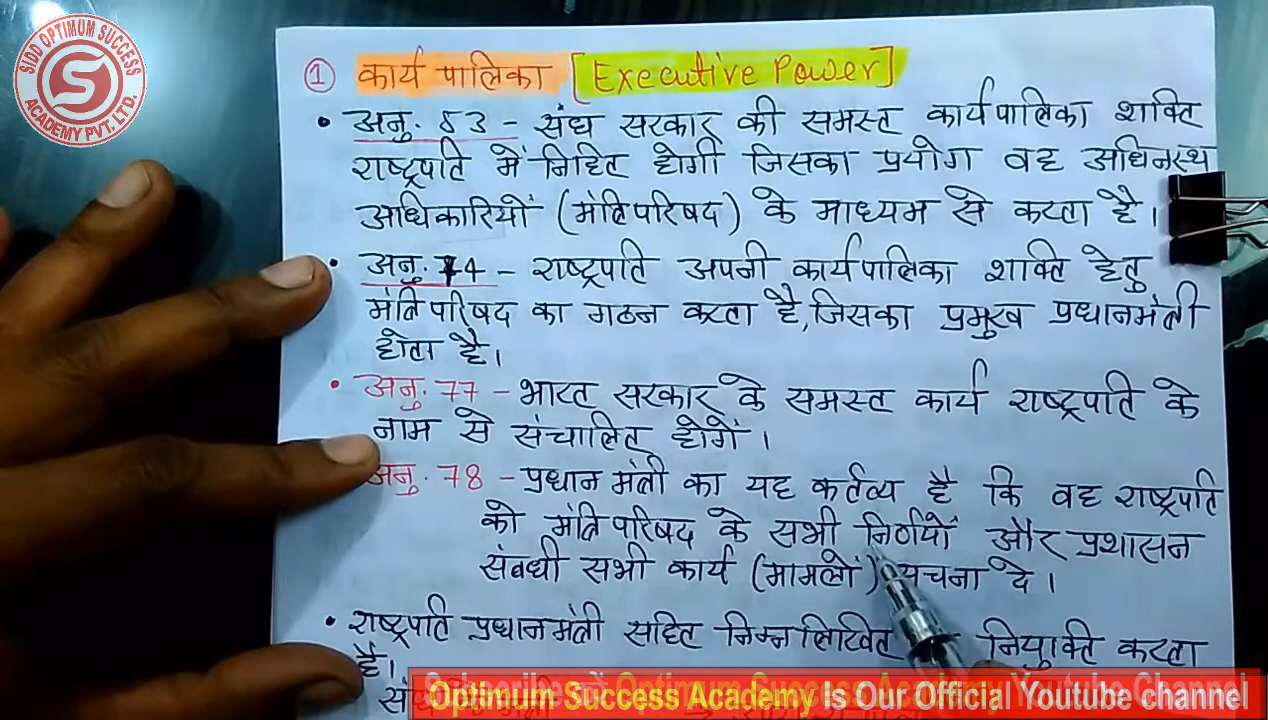 SIDD OPTIMUM SUCCESS
ACADEMY PVT. LTD.
① कार्यपालिका [Executive Power]
• अनु. 53 - संघ सरकार की समस्त कार्यपालिका शक्ति
राष्ट्रपति में निहित होगी जिसका प्रयोग वह अधिनस्थ
अधिकारियों (मंत्रिपरिषद) के माध्यम से करता है।
• अनु. 74 - राष्ट्रपति अपनी कार्यपालिका शक्ति हेतु
मंत्रिपरिषद का गठन करता है, जिसका प्रमुख प्रधानमंत्री
होता है।
• अनु. 77 - भारत सरकार के समस्त कार्य राष्ट्रपति के
नाम से संचालित होगें।
अनु. 78 - प्रधानमंत्री का यह कर्तव्य है कि वह राष्ट्रपति
को मंत्रिपरिषद के सभी निर्णयों और प्रशासन
संबधी सभी कार्य (मामलों) सूचना दे।
• राष्ट्रपति प्रधानमंत्री सहित निम्नलिखित नियुक्ति करता
है।
Optimum Success Academy Is Our Official Youtube Channel